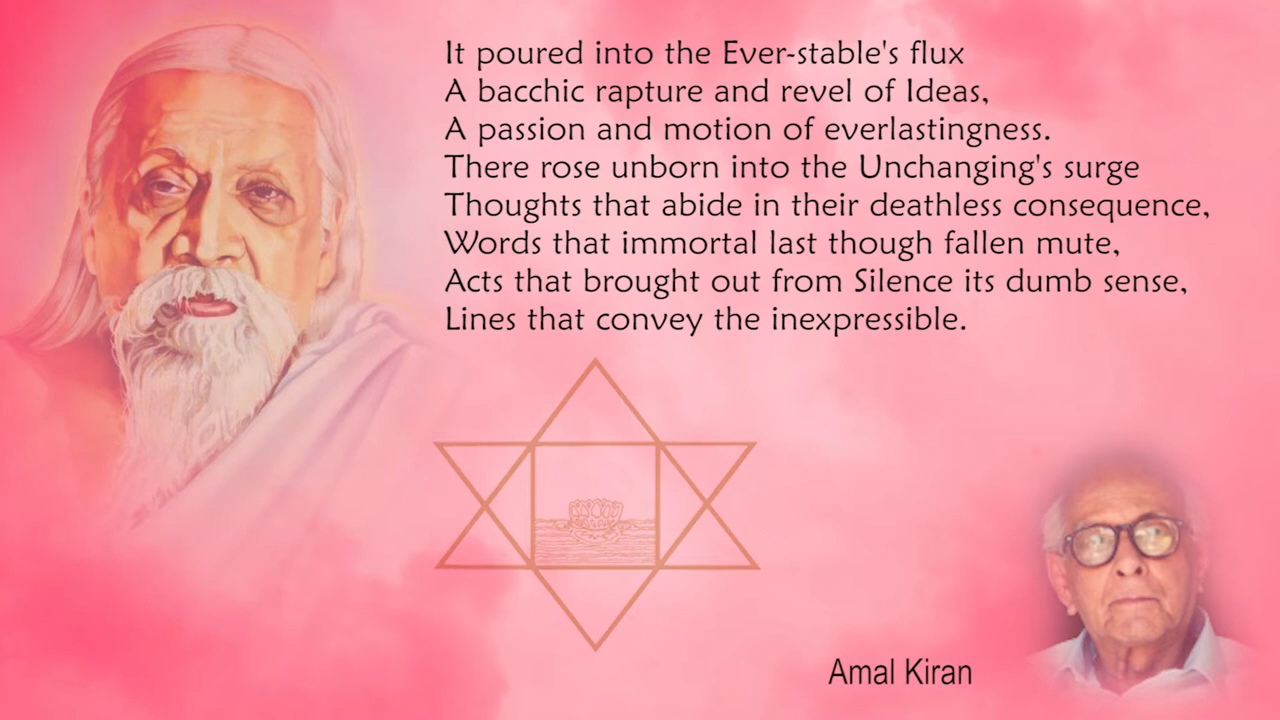 It poured into the Ever-stable's flux
A bacchic rapture and revel of Ideas,
A passion and motion of everlastingness.
There rose unborn into the Unchanging's surge
Thoughts that abide in their deathless consequence,
Words that immortal last though fallen mute,
Acts that brought out from Silence its dumb sense,
Lines that convey the inexpressible.
Amal Kiran